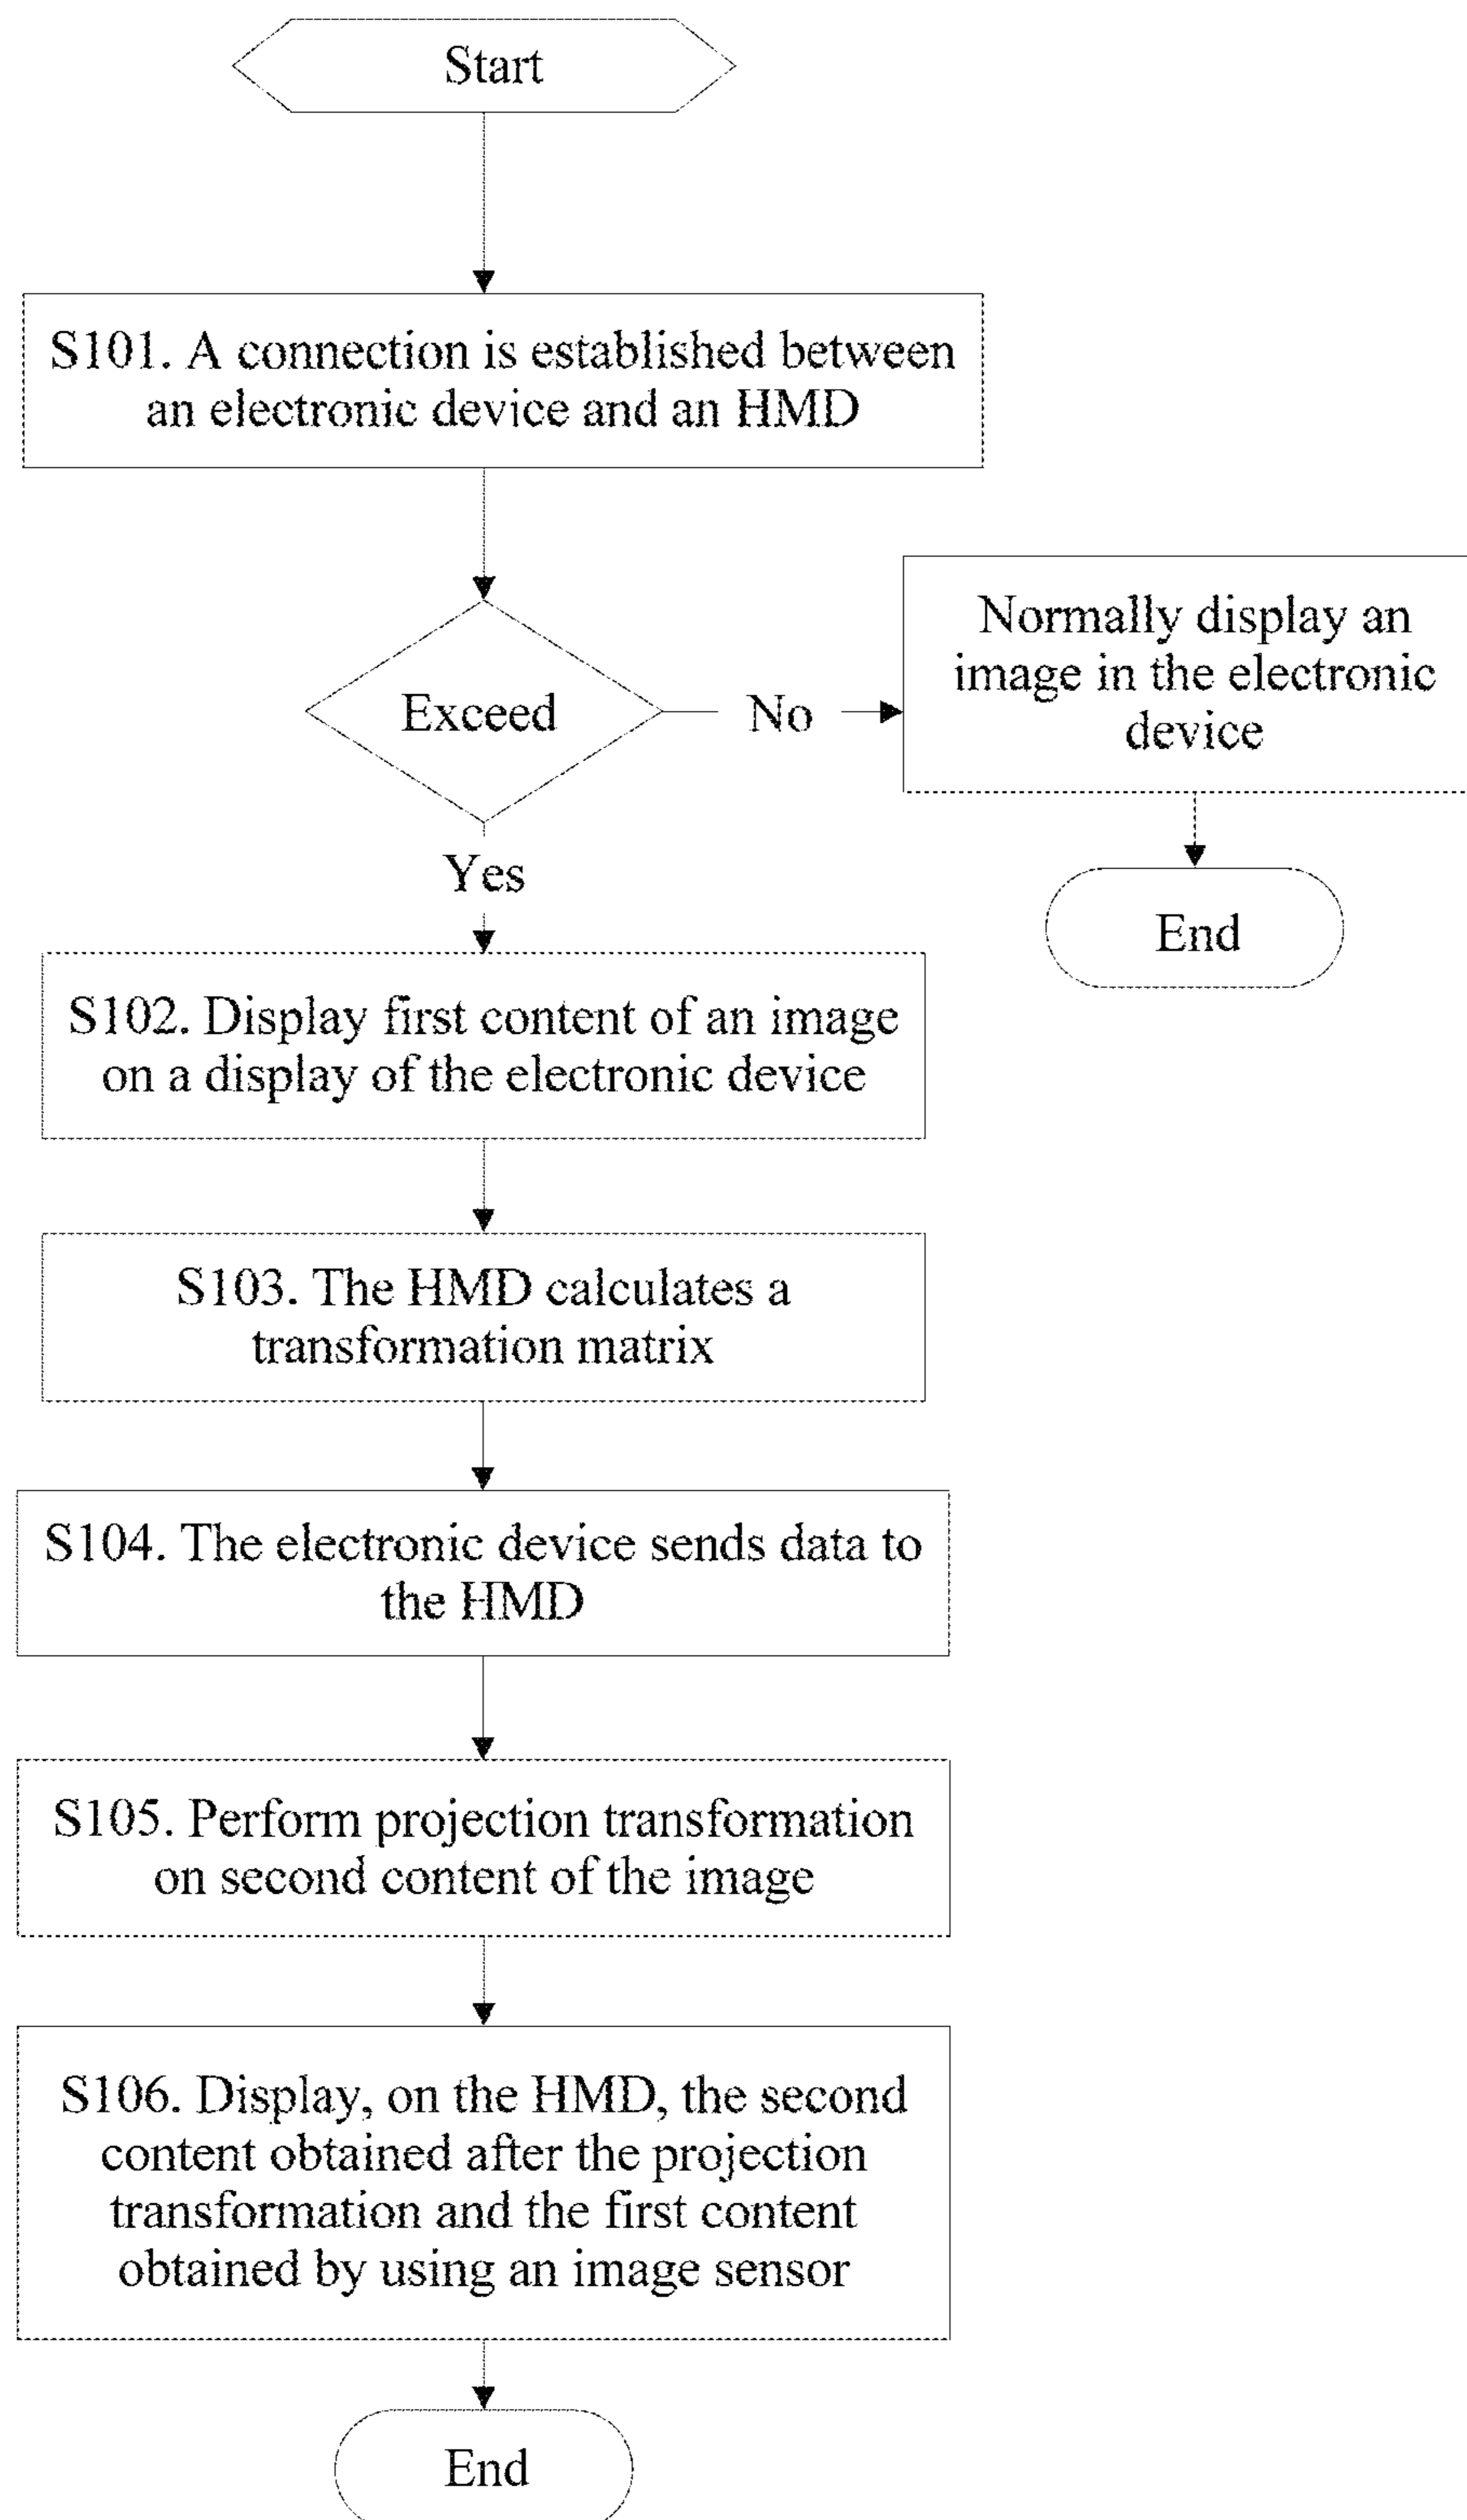 Start
S101. A connection is established between
an electronic device and an HMD
Exceed
No
Normally display an
image in the electronic
device
End
Yes
S102. Display first content of an image
on a display of the electronic device
S103. The HMD calculates a
transformation matrix
S104. The electronic device sends data to
the HMD
S105. Perform projection transformation
on second content of the image
S106. Display, on the HMD, the second
content obtained after the projection
transformation and the first content
obtained by using an image sensor
End